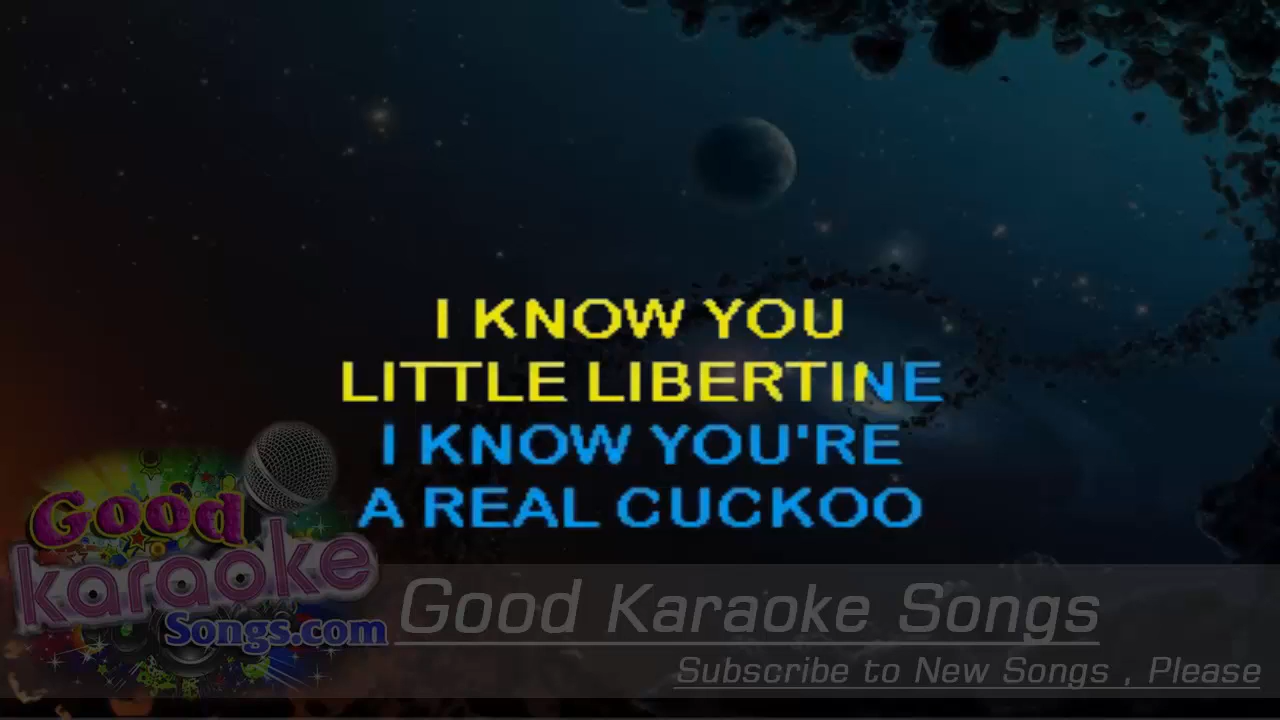 I KNOW YOU
LITTLE LIBERTINE
I KNOW YOU'RE
A REAL CUCKOO
Good
karaoke
Songs.com
Good Karaoke Songs
Subscribe to New Songs , Please